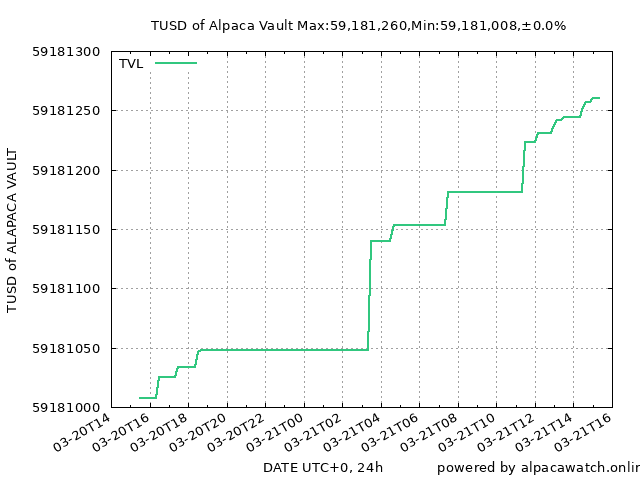 TUSD of Alpaca Vault Max:59,181,260,Min:59,181,008,±0.0%
TVL
59181300
59181250
59181200
59181150
59181100
59181050
59181000
TUSD of ALAPACA VAULT
03-20T14
03-20T16
03-20T18
03-20T20
03-20T22
03-21T00
03-21T02
03-21T04
03-21T06
03-21T08
03-21T10
03-21T12
03-21T14
03-21T16
DATE UTC+0, 24h
powered by alpacawatch.onlin